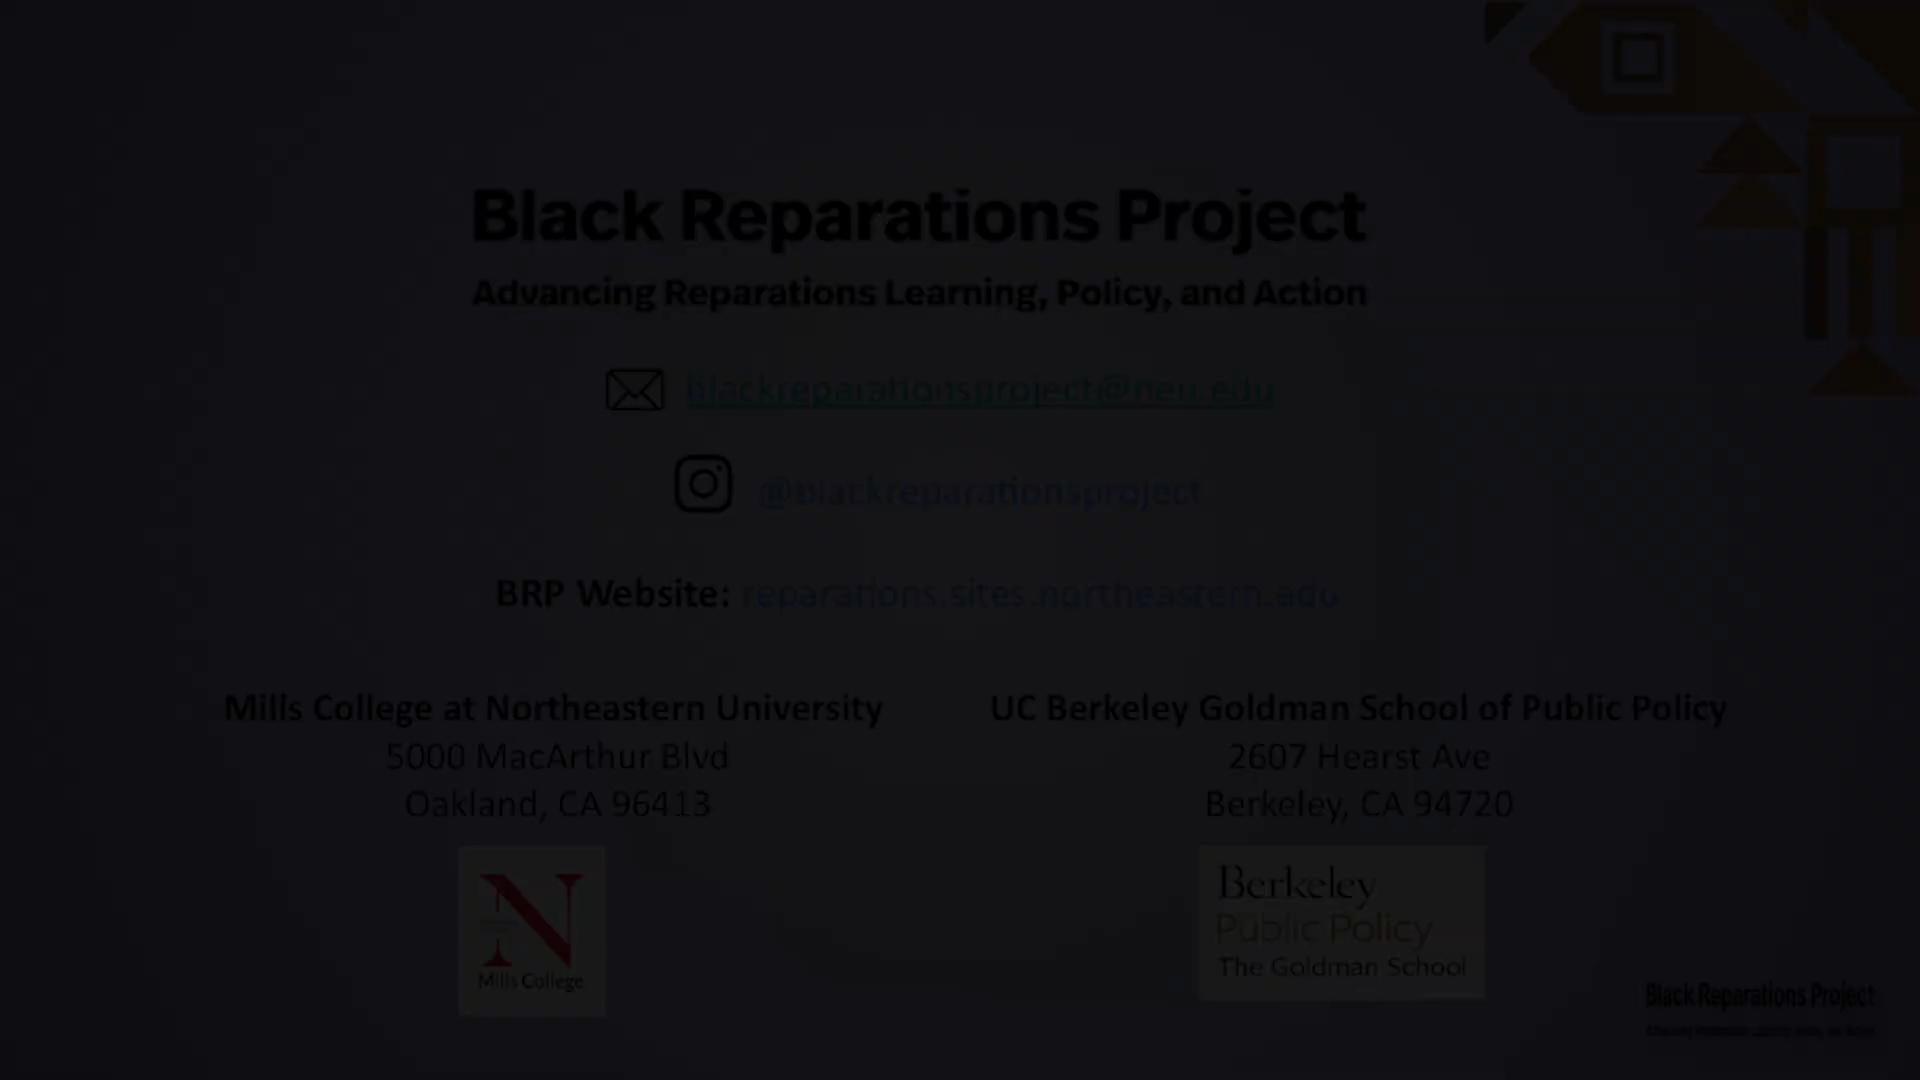 Black Reparations Project
Advancing Reparations Learning, Policy, and Action
blackreparationsproject@neu.edu
@blackreparationsproject
BRP Website: reparations.sites.northeastern.edu
Mills College at Northeastern University
5000 MacArthur Blvd
Oakland, CA 96413
UC Berkeley Goldman School of Public Policy
2607 Hearst Ave
Berkeley, CA 94720
N
Mills College
Berkeley
Public Policy
The Goldman School
Black Reparations Project